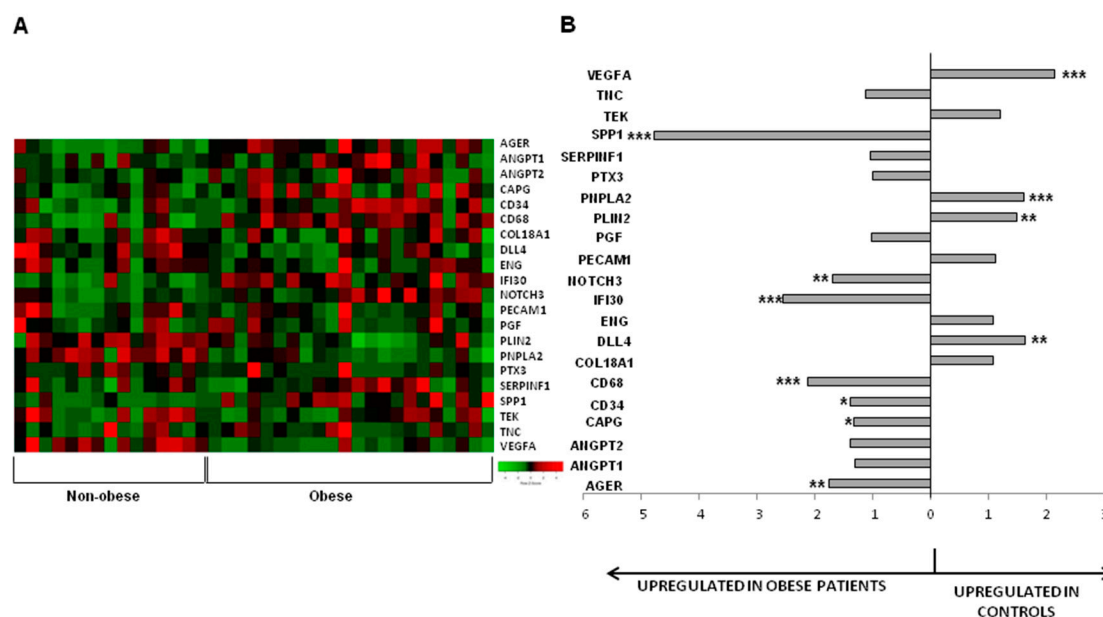 A
AGER
ANGPT1
ANGPT2
CAPG
CD34
CD68
COL18A1
DLL4
ENG
IFI30
NOTCH3
PECAM1
PGF
PLIN2
PNPLA2
PTX3
SERPINF1
SPP1
TEK
TNC
VEGFA
Non-obese
Obese
B
VEGFA ***
TNC
TEK
SPP1 ***
SERPINF1
PTX3
PNPLA2 ***
PLIN2 **
PGF
PECAM1
NOTCH3 **
IFI30 ***
ENG
DLL4 **
COL18A1
CD68 ***
CD34 *
CAPG *
ANGPT2
ANGPT1
AGER **
6 5 4 3 2 1 0 1 2 3
UPREGULATED IN OBESE PATIENTS
UPREGULATED IN
CONTROLS